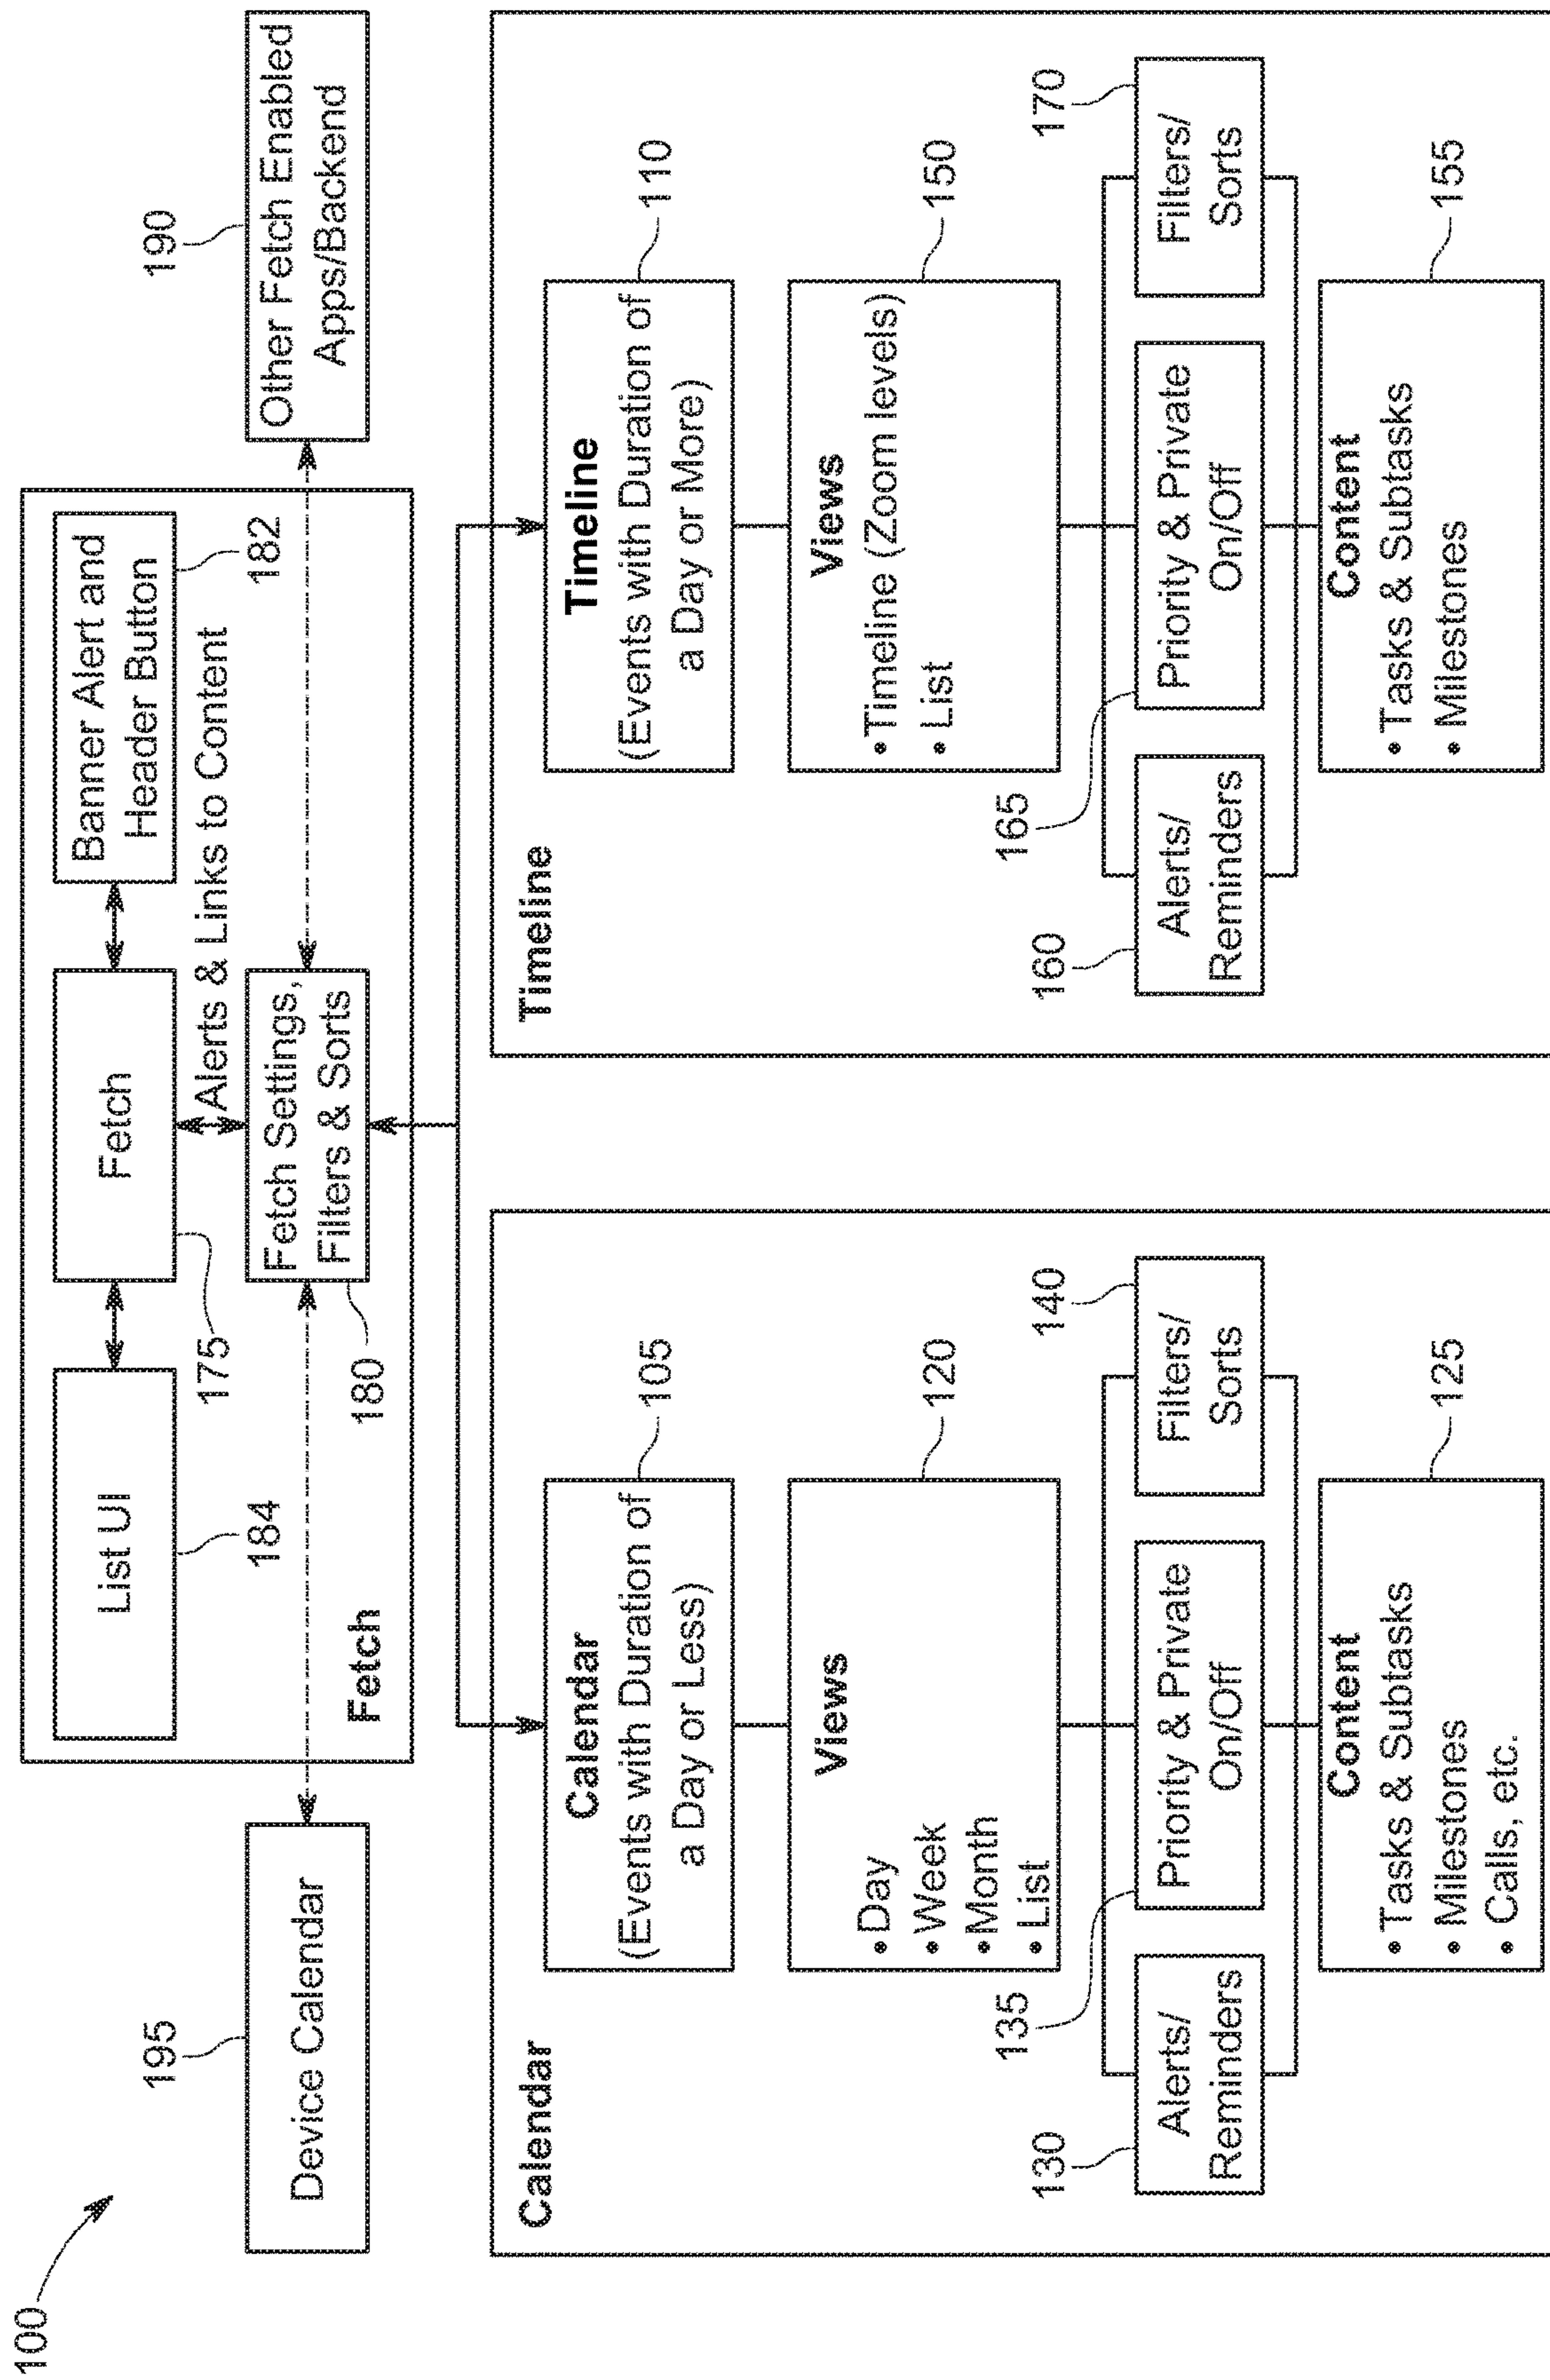 100
195
Device Calendar
190
Other Fetch Enabled
Apps/Backend
List UI
184
Fetch
175
Banner Alert and
Header Button
182
Alerts & Links to Content
Fetch Settings,
Filters & Sorts
180
Fetch
Calendar
Calendar
(Events with Duration of
a Day or Less)
105
Views
• Day
• Week
• Month
• List
120
130
Alerts/
Reminders
135
Priority & Private
On/Off
140
Filters/
Sorts
Content
• Tasks & Subtasks
• Milestones
• Calls, etc.
125
Timeline
Timeline
(Events with Duration of
a Day or More)
110
Views
• Timeline (Zoom levels)
• List
150
160
Alerts/
Reminders
165
Priority & Private
On/Off
170
Filters/
Sorts
Content
• Tasks & Subtasks
• Milestones
155